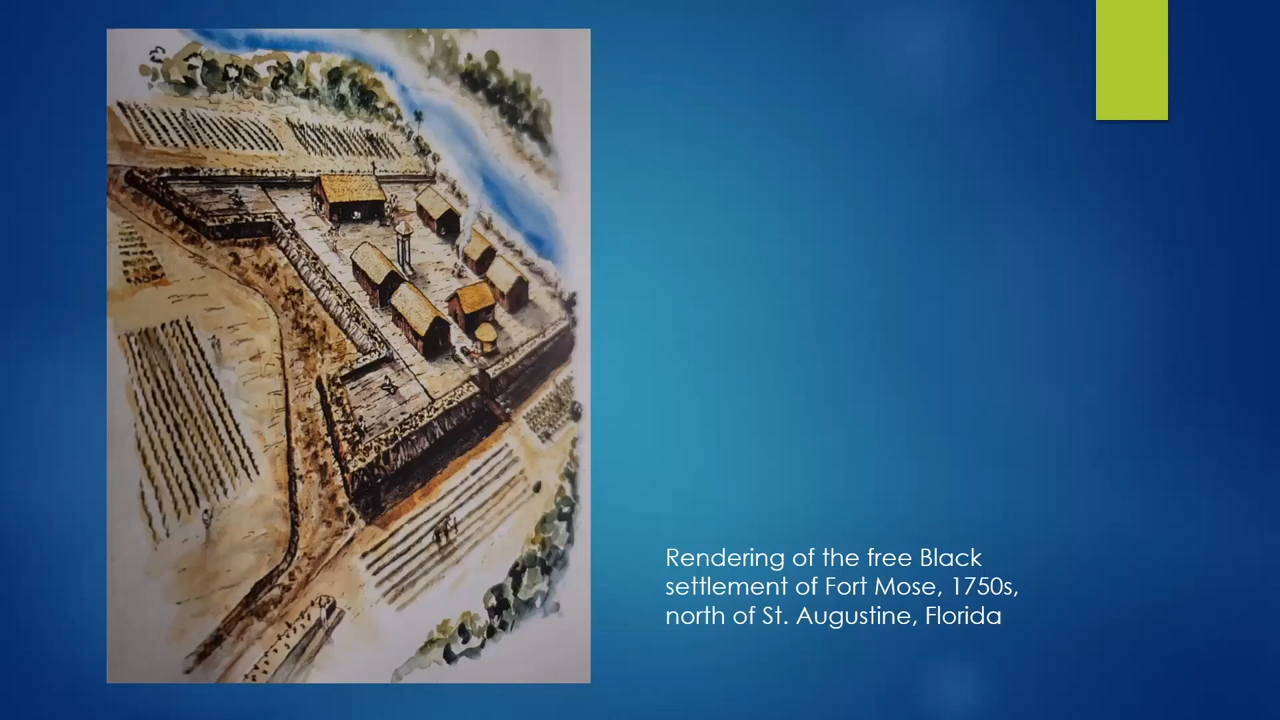 Rendering of the free Black
settlement of Fort Mose, 1750s,
north of St. Augustine, Florida